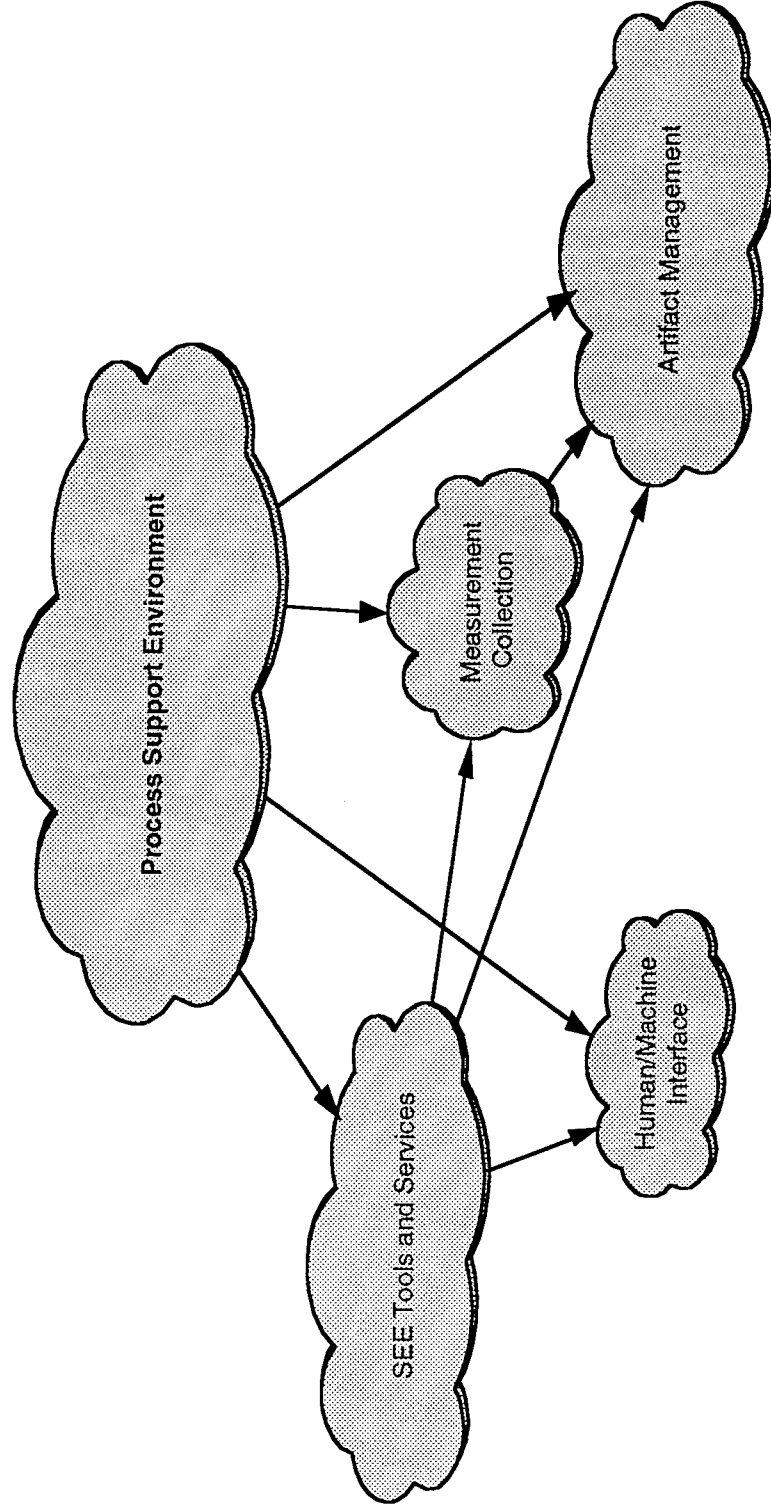 Process Support Environment
SEE Tools and Services
Measurement
Collection
Human/Machine
Interface
Artifact Management